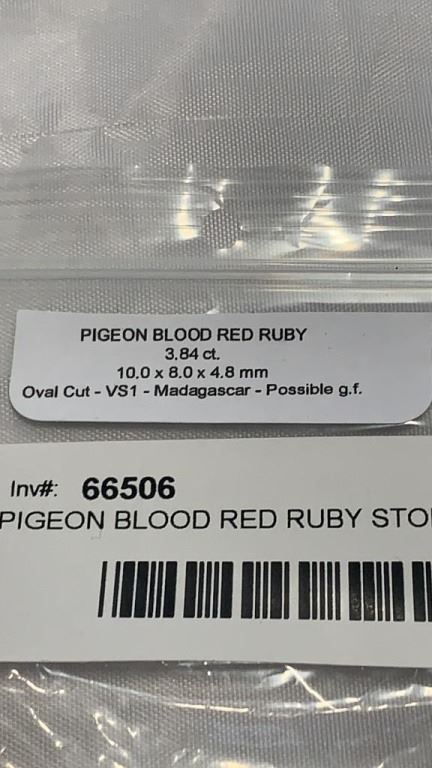 PIGEON BLOOD RED RUBY
3.84 ct.
10.0 x 8.0 x 4.8 mm
Oval Cut - VS1 - Madagascar - Possible g.f.
Inv#: 66506
PIGEON BLOOD RED RUBY STO